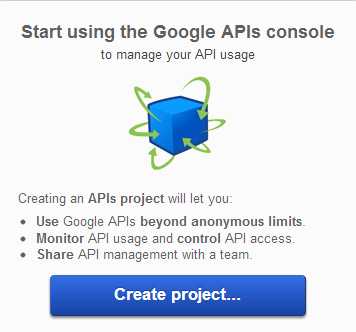 Start using the Google APIs console
to manage your API usage
Creating an APIs project will let you:
• Use Google APIs beyond anonymous limits.
• Monitor API usage and control API access.
• Share API management with a team.
Create project...